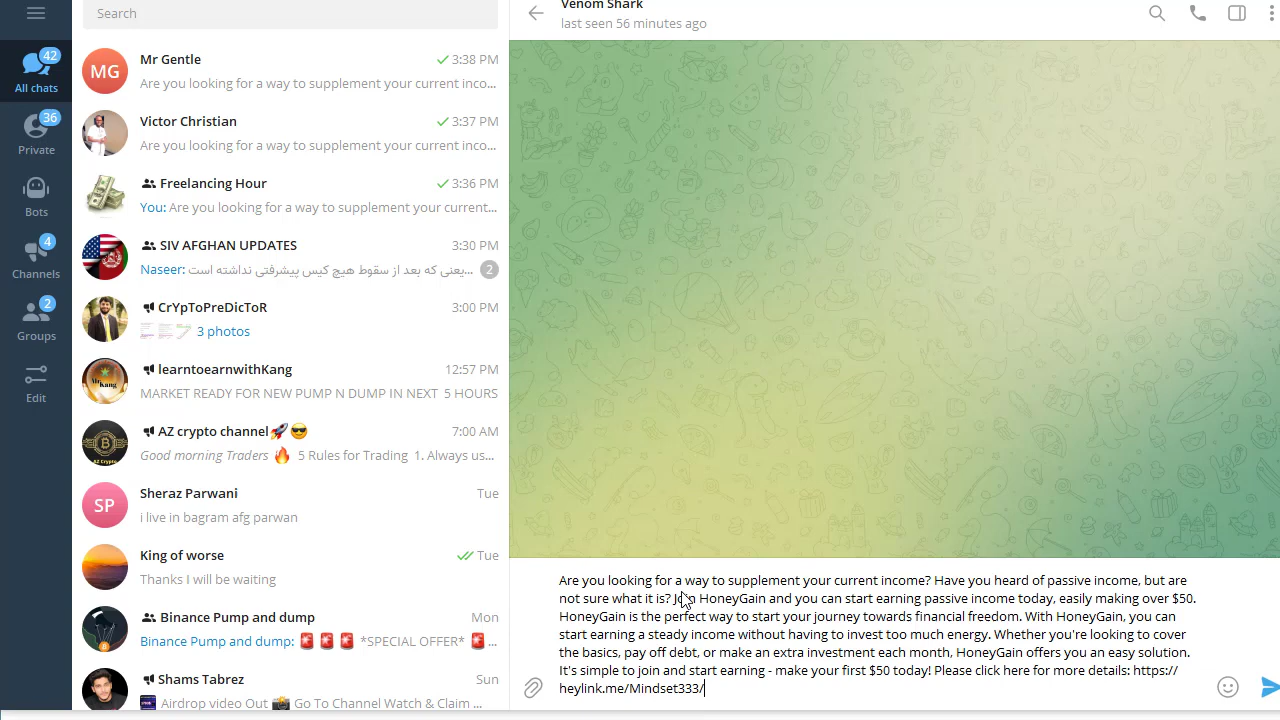 Search
42
All chats
36
Private
Bots
4
Channels
2
Groups
Edit
MG
Mr Gentle
3:38 PM
Are you looking for a way to supplement your current inco...
Victor Christian
3:37 PM
Are you looking for a way to supplement your current inco...
Freelancing Hour
3:36 PM
You: Are you looking for a way to supplement your current...
SIV AFGHAN UPDATES
3:30 PM
Naseer: یعنی که بعد از سقوط هیچ کیس پیشرفتی نداشته است...
2
CrYpToPreDicToR
3:00 PM
3 photos
learntoearnwithKang
12:57 PM
MARKET READY FOR NEW PUMP N DUMP IN NEXT 5 HOURS
AZ crypto channel🚀😎
7:00 AM
Good morning Traders 🔥 5 Rules for Trading 1. Always us...
SP
Sheraz Parwani
Tue
i live in bagram afg parwan
King of worse
Tue
Thanks I will be waiting
Binance Pump and dump
Mon
Binance Pump and dump: 🚨🚨🚨 *SPECIAL OFFER* 🚨...
Shams Tabrez
Sun
Airdrop video Out 📸 Go To Channel Watch & Claim ...
Venom Shark
last seen 56 minutes ago
Are you looking for a way to supplement your current income? Have you heard of passive income, but are
not sure what it is? Join HoneyGain and you can start earning passive income today, easily making over $50.
HoneyGain is the perfect way to start your journey towards financial freedom. With HoneyGain, you can
start earning a steady income without having to invest too much energy. Whether you're looking to cover
the basics, pay off debt, or make an extra investment each month, HoneyGain offers you an easy solution.
It's simple to join and start earning - make your first $50 today! Please click here for more details: https://
heylink.me/Mindset333/